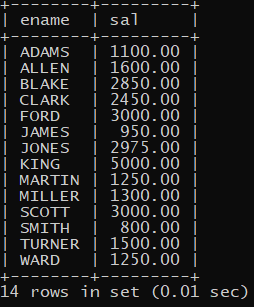 +--------+---------+
| ename  | sal     |
+--------+---------+
| ADAMS  | 1100.00 |
| ALLEN  | 1600.00 |
| BLAKE  | 2850.00 |
| CLARK  | 2450.00 |
| FORD   | 3000.00 |
| JAMES  |  950.00 |
| JONES  | 2975.00 |
| KING   | 5000.00 |
| MARTIN | 1250.00 |
| MILLER | 1300.00 |
| SCOTT  | 3000.00 |
| SMITH  |  800.00 |
| TURNER | 1500.00 |
| WARD   | 1250.00 |
+--------+---------+
14 rows in set (0.01 sec)